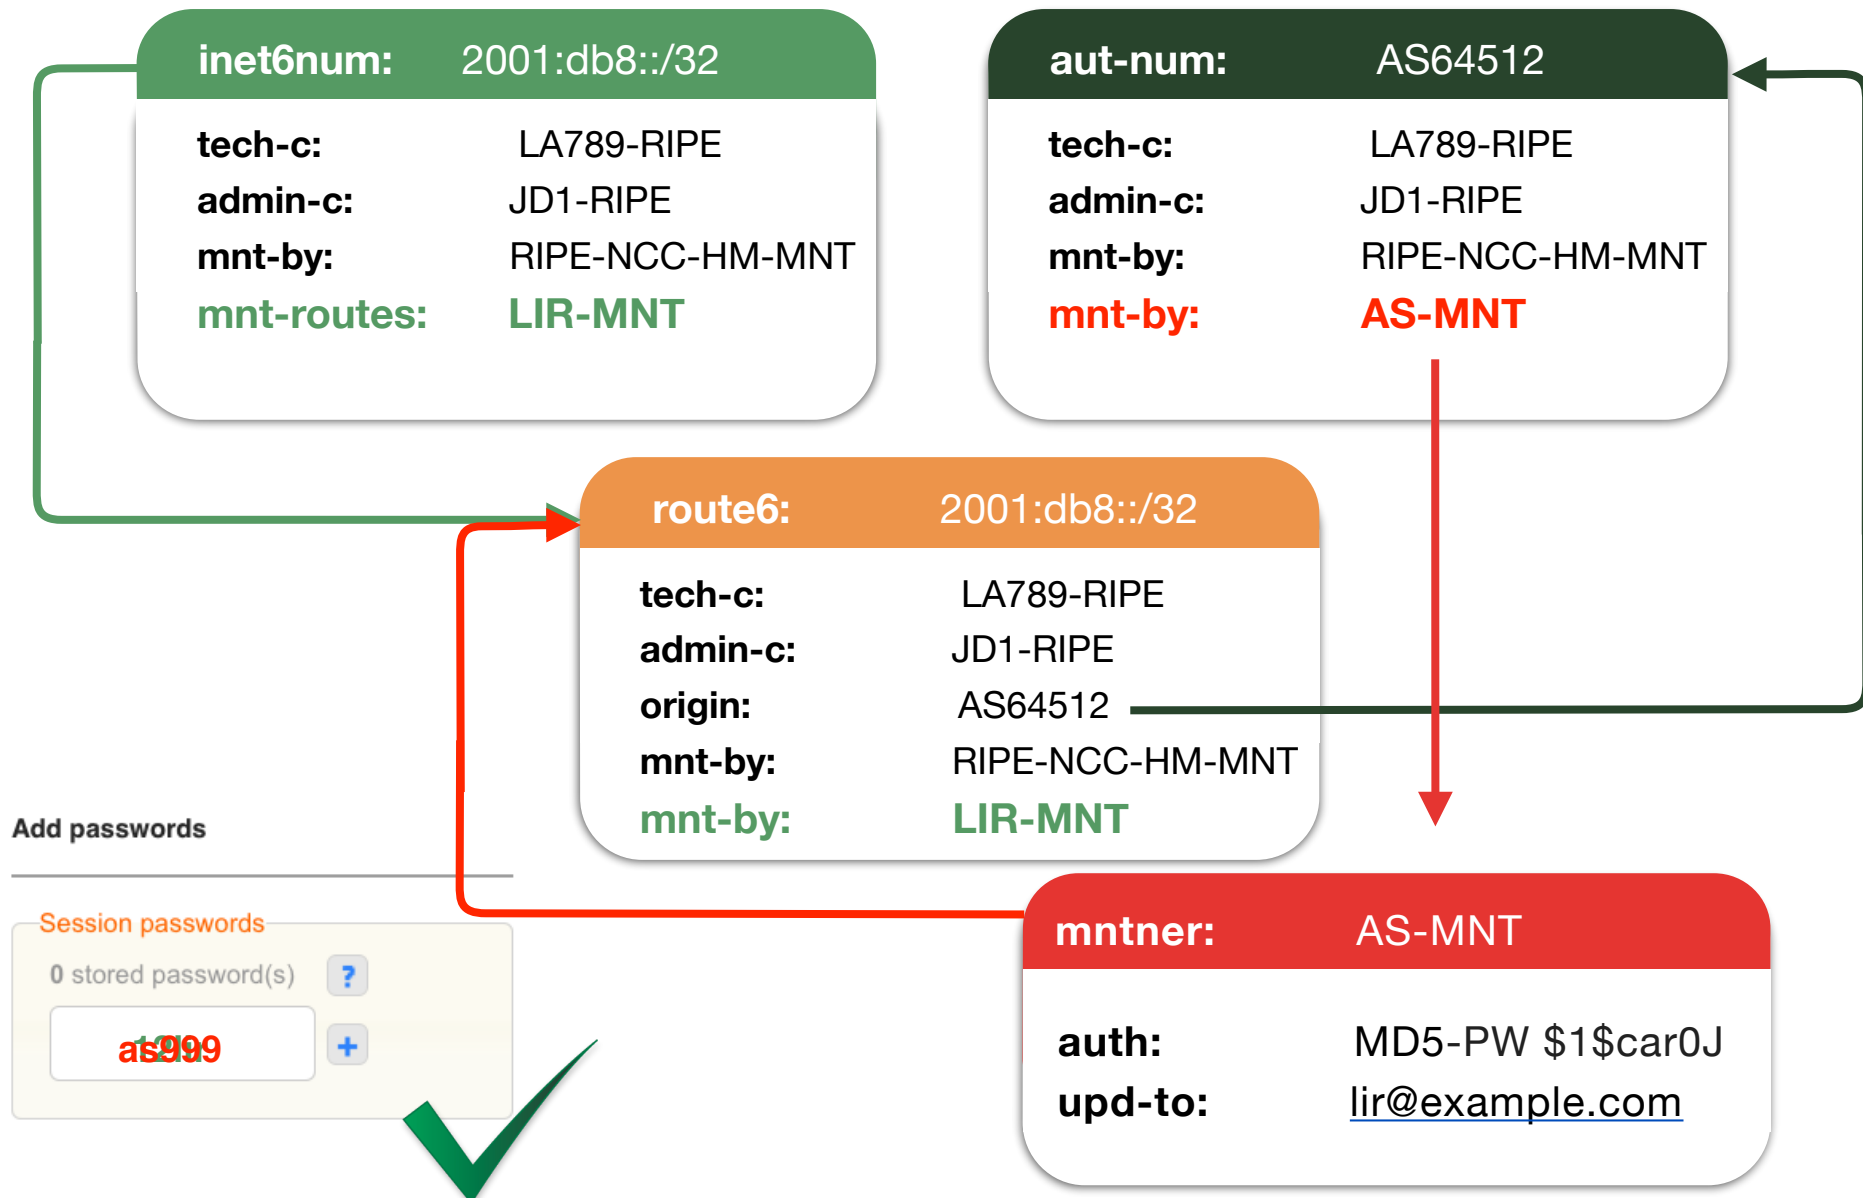 inet6num: 2001:db8::/32
tech-c: LA789-RIPE
admin-c: JD1-RIPE
mnt-by: RIPE-NCC-HM-MNT
mnt-routes: LIR-MNT
aut-num: AS64512
tech-c: LA789-RIPE
admin-c: JD1-RIPE
mnt-by: RIPE-NCC-HM-MNT
mnt-by: AS-MNT
route6: 2001:db8::/32
tech-c: LA789-RIPE
admin-c: JD1-RIPE
origin: AS64512
mnt-by: RIPE-NCC-HM-MNT
mnt-by: LIR-MNT
Add passwords
Session passwords
0 stored password(s) ?
as999 +
mntner: AS-MNT
auth: MD5-PW $1$car0J
upd-to: lir@example.com